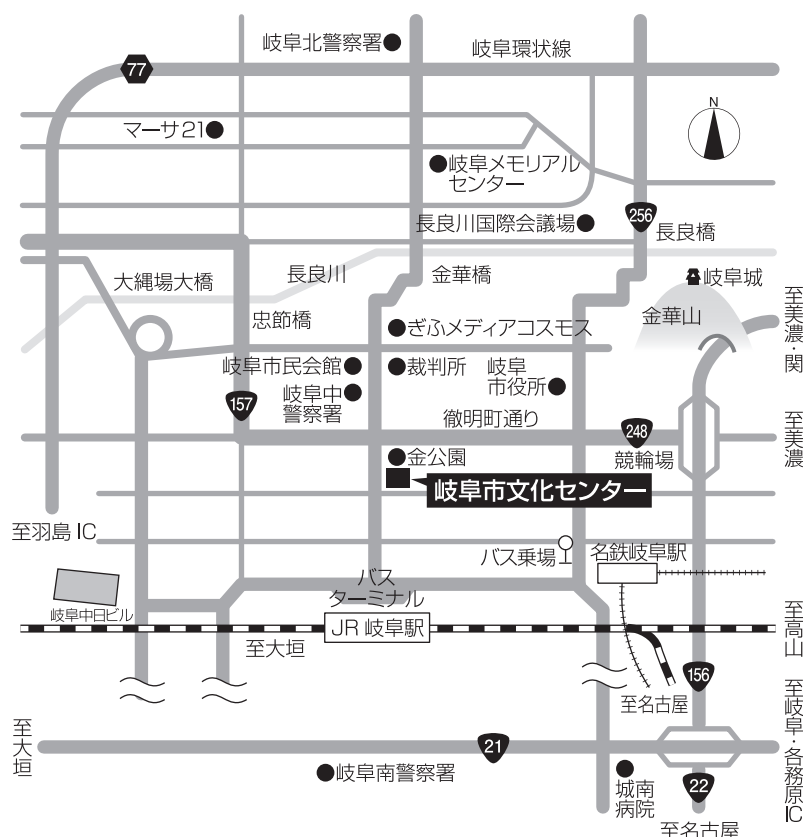 岐阜北警察署
岐阜環状線
77
マーサ21
N
岐阜メモリアル
センター
長良川国際会議場
256
長良橋
大縄場大橋
長良川
金華橋
岐阜城
金華山
至美濃・関
忠節橋
ぎふメディアコスモス
岐阜市民会館
裁判所
岐阜
市役所
岐阜中
警察署
157
徹明町通り
248
競輪場
至美濃
金公園
岐阜市文化センター
至羽島IC
バス乗場
名鉄岐阜駅
岐阜中日ビル
バス
ターミナル
JR岐阜駅
至大垣
至高山
156
至名古屋
至大垣
21
岐阜南警察署
城南
病院
22
至岐阜・各務原IC
至名古屋